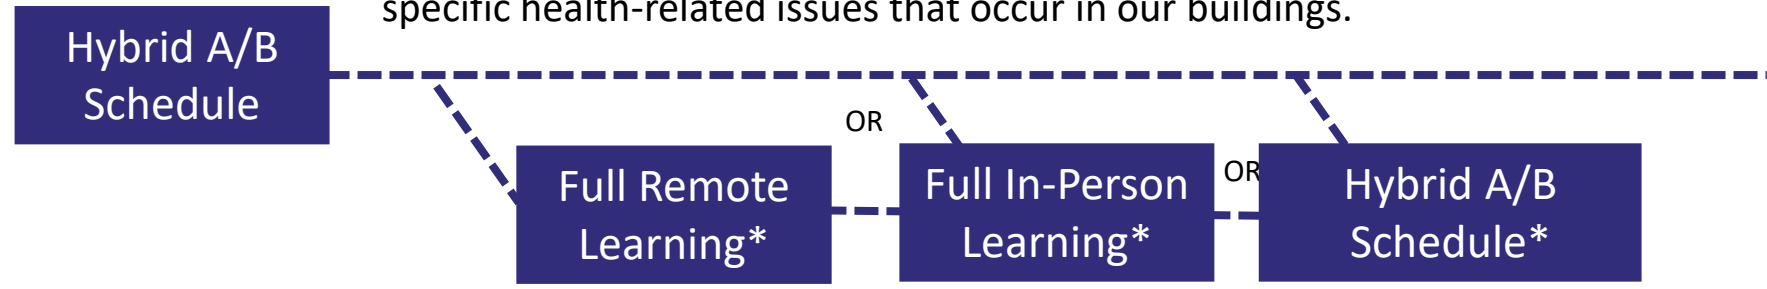 specific health-related issues that occur in our buildings.
Hybrid A/B
Schedule
OR
Full Remote
Learning*
Full In-Person
Learning*
OR
Hybrid A/B
Schedule*